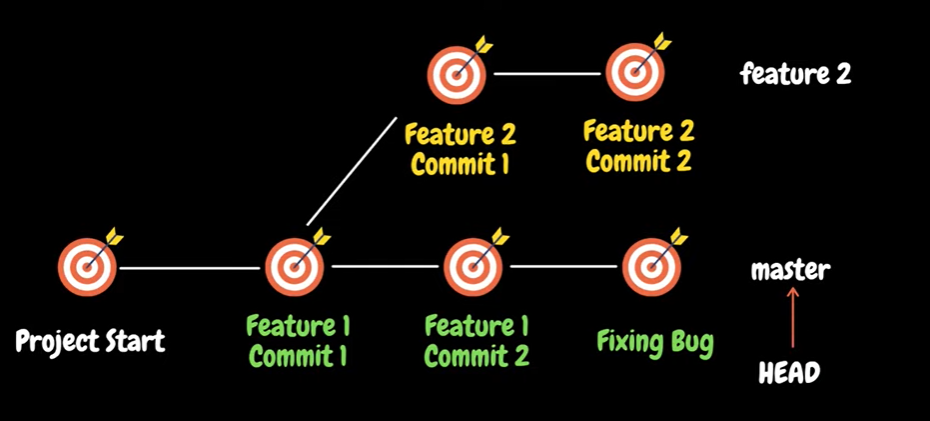 feature 2
Feature 2
Commit 1
Feature 2
Commit 2
master
Project Start
Feature 1
Commit 1
Feature 1
Commit 2
Fixing Bug
HEAD